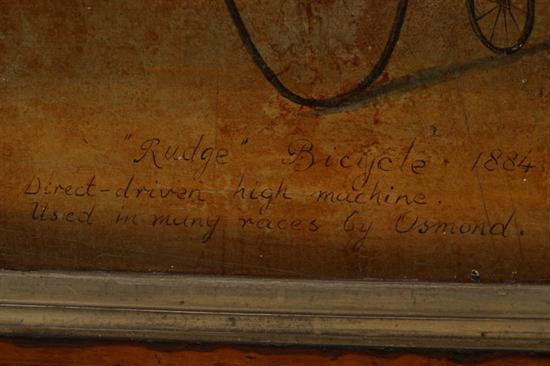 "Rudge" Bicycle. 1884
Direct-driven high machine.
Used in many races by Osmond.